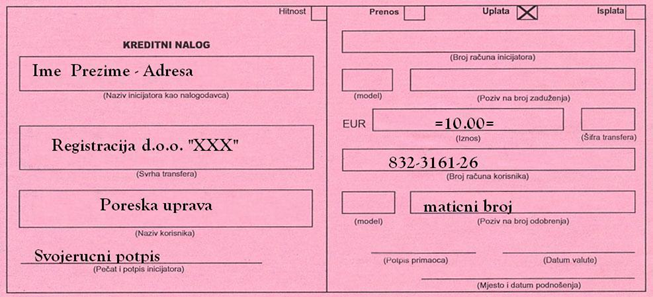 Hitnost
KREDITNI NALOG
Ime Prezime - Adresa
(Naziv inicijatora kao nalogodavca)
Registracija d.o.o. "XXX"
(Svrha transfera)
Poreska uprava
(Naziv korisnika)
Svojerucni potpis
(Pečat i potpis inicijatora)
Prenos Uplata Isplata
(Broj računa inicijatora)
(model) (Poziv na broj zaduženja)
EUR =10.00=
(Iznos) (Šifra transfera)
832-3161-26
(Broj računa korisnika)
maticni broj
(model) (Poziv na broj odobrenja)
(Potpis primaoca) (Datum valute)
(Mjesto i datum podnošenja)